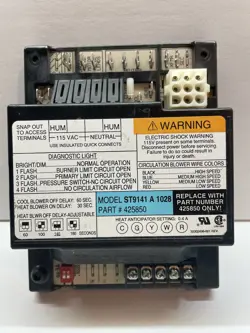 SNAP OUT TO
ACCESS
TERMINALS
HUM
HUM
115 VAC
NEUTRAL
USE INSULATED QUICK CONNECTS
WARNING
ELECTRIC SHOCK WARNING
115V present on some terminals.
Disconnect power before servicing.
Failure to do so could result in
injury or death.
DIAGNOSTIC LIGHT
BRIGHT/DIM NORMAL OPERATION
1 FLASH BURNER LIMIT CIRCUIT OPEN
2 FLASH PRIMARY LIMIT CIRCUIT OPEN
3 FLASH PRESSURE SWITCH-NC CIRCUIT OPEN
4 FLASH NO CIRCULATION AIRFLOW
CIRCULATION BLOWER WIRE COLORS
BLACK HIGH SPEED
BLUE MEDIUM HIGH SPEED
YELLOW MEDIUM LOW SPEED
RED LOW SPEED
COOL BLOWER OFF DELAY: 60 SEC.
HEAT BLOWER ON DELAY: 30 SEC.
MODEL ST9141 A 1028
PART # 425850
REPLACE WITH
PART NUMBER
425850 ONLY!
HEAT BLWR OFF DELAY-ADJUSTABLE
60 100 140 180
HEAT ANTICIPATOR SETTING: 0.4 A
C G Y W R